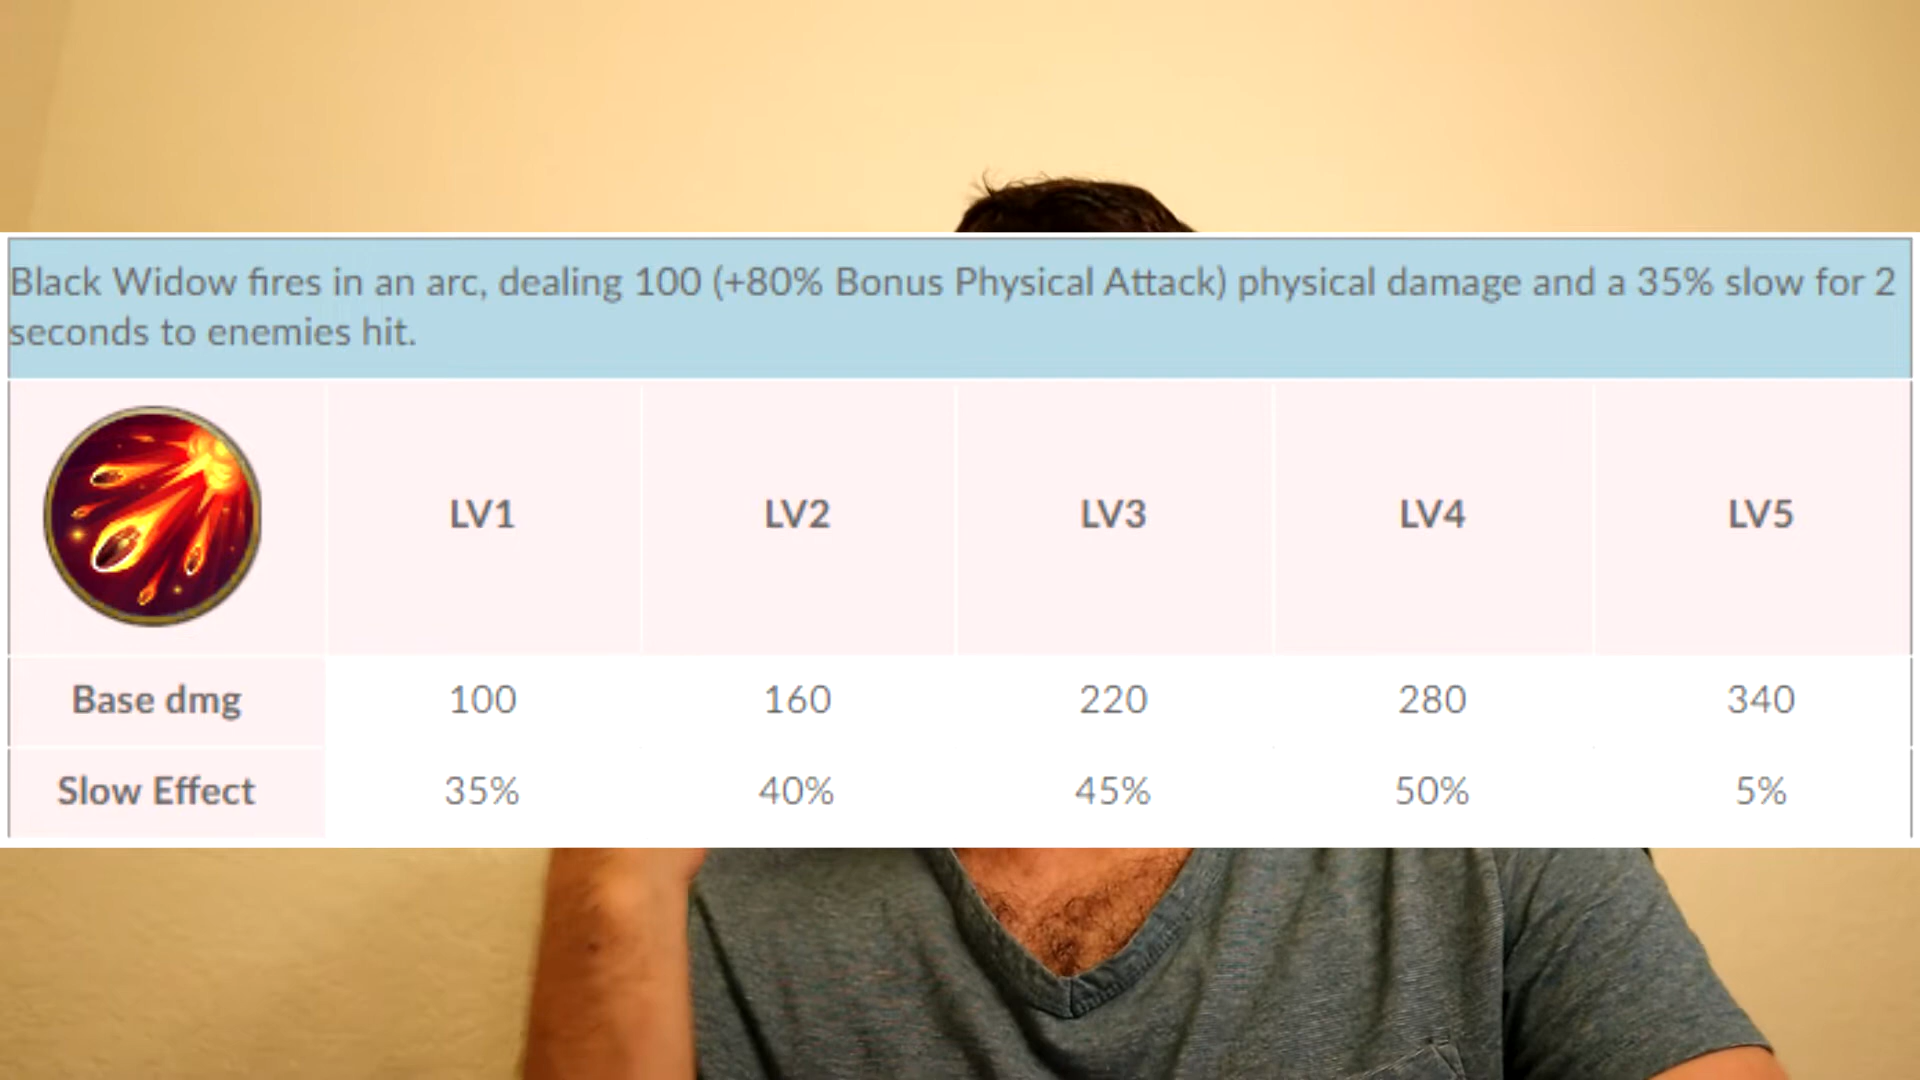 Black Widow fires in an arc, dealing 100 (+80% Bonus Physical Attack) physical damage and a 35% slow for 2
seconds to enemies hit.
LV1 LV2 LV3 LV4 LV5
Base dmg 100 160 220 280 340
Slow Effect 35% 40% 45% 50% 5%